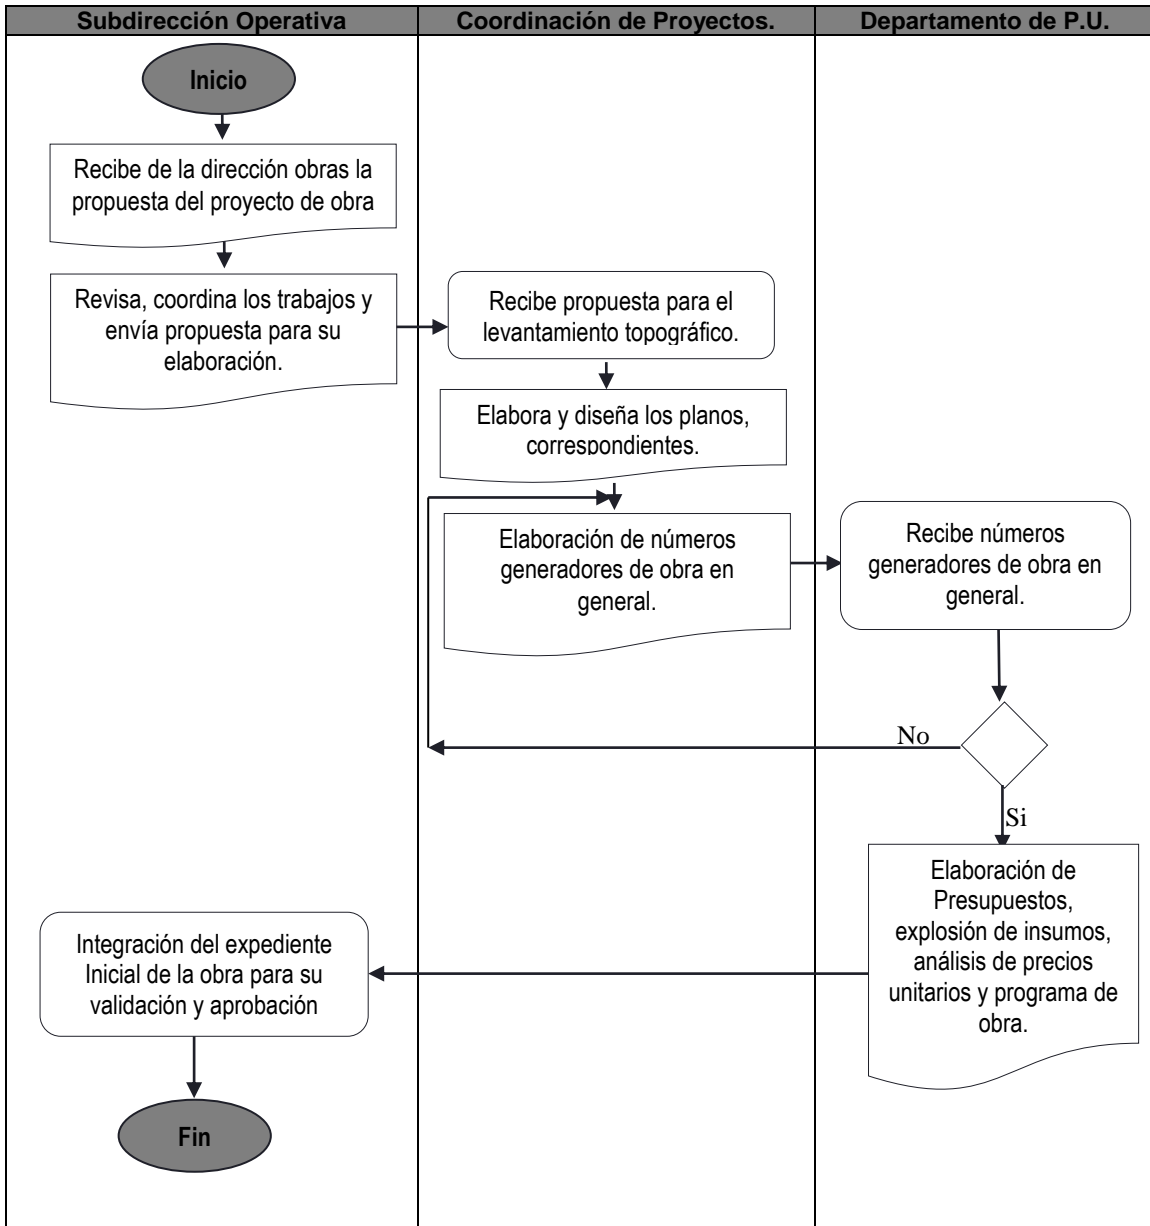 Subdirección Operativa
Coordinación de Proyectos.
Departamento de P.U.
Inicio
Recibe de la dirección obras la
propuesta del proyecto de obra
Revisa, coordina los trabajos y
envía propuesta para su
elaboración.
Recibe propuesta para el
levantamiento topográfico.
Elabora y diseña los planos,
correspondientes.
Elaboración de números
generadores de obra en
general.
Recibe números
generadores de obra en
general.
No
Si
Elaboración de
Presupuestos,
explosión de insumos,
análisis de precios
unitarios y programa de
obra.
Integración del expediente
Inicial de la obra para su
validación y aprobación
Fin